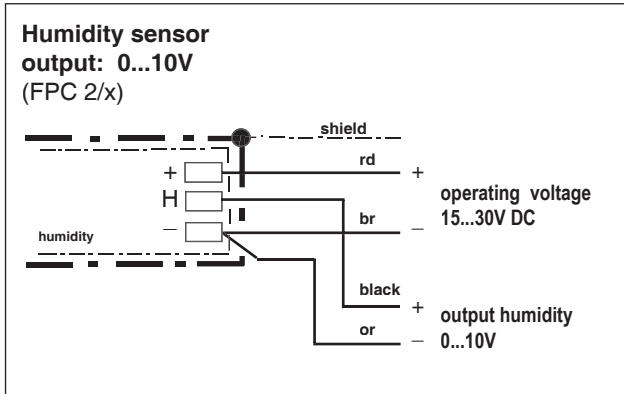 Humidity sensor
output: 0...10V
(FPC 2/x)
shield
rd
+ +
H
operating voltage
15...30V DC
br
− −
humidity
black
+
output humidity
or
−
0...10V